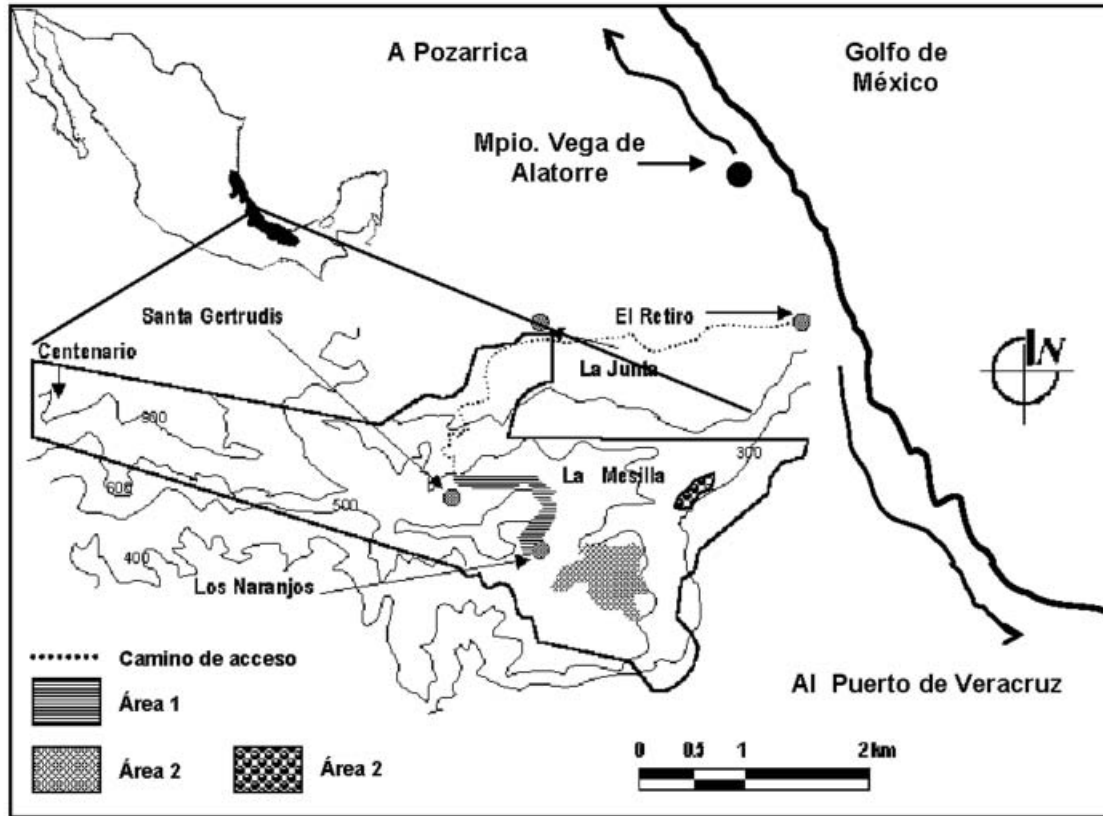 A Pozarrica
Golfo de
México
Mpio. Vega de
Alatorre
Santa Gertrudis
El Retiro
Centenario
La Junta
N
900
La Mesilla
300
600
500
400
Los Naranjos
Camino de acceso
Área 1
Al Puerto de Veracruz
Área 2
Área 2
0 0.5 1 2 km